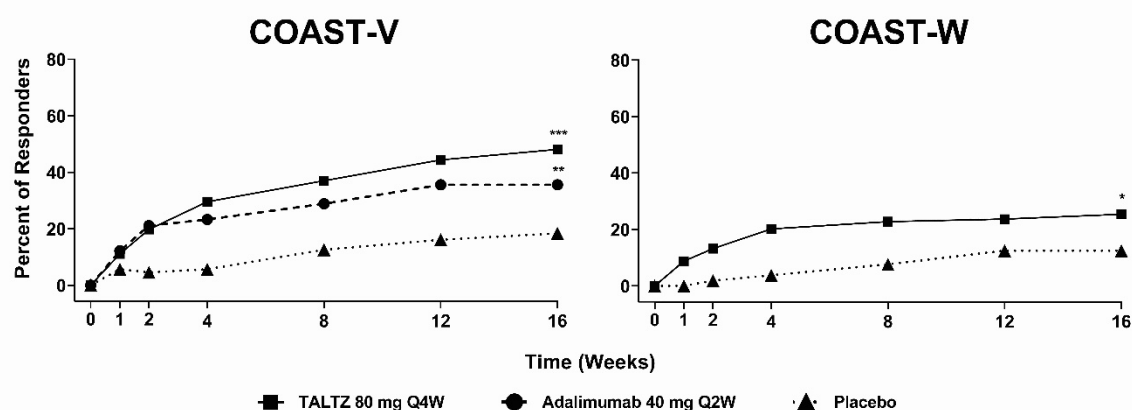 COAST-V
COAST-W
Percent of Responders
80
60
40
20
0
***
**
0 1 2 4 8 12 16
80
60
40
20
0
*
0 1 2 4 8 12 16
Time (Weeks)
TALTZ 80 mg Q4W Adalimumab 40 mg Q2W Placebo